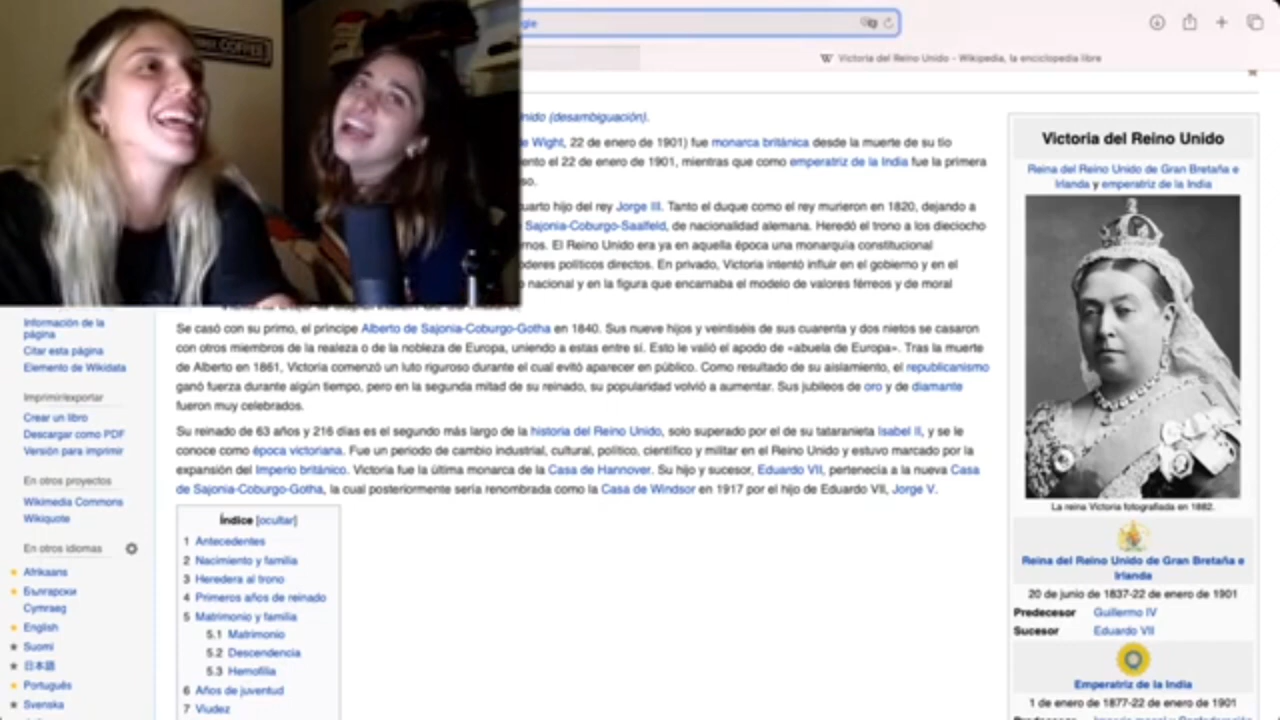 COFFEE
gle
Victoria del Reino Unido - Wikipedia, la enciclopedia libre
nido (desambiguación).
e Wight, 22 de enero de 1901) fue monarca británica desde la muerte de su tío
ento el 22 de enero de 1901, mientras que como emperatriz de la India fue la primera
so.
uarto hijo del rey Jorge III. Tanto el duque como el rey murieron en 1820, dejando a
Sajonia-Coburgo-Saalfeld, de nacionalidad alemana. Heredó el trono a los dieciocho
rnos. El Reino Unido era ya en aquella época una monarquía constitucional
oderes políticos directos. En privado, Victoria intentó influir en el gobierno y en el
o nacional y en la figura que encarnaba el modelo de valores férreos y de moral
Se casó con su primo, el príncipe Alberto de Sajonia-Coburgo-Gotha en 1840. Sus nueve hijos y veintiséis de sus cuarenta y dos nietos se casaron
con otros miembros de la realeza o de la nobleza de Europa, uniendo a estas entre sí. Esto le valió el apodo de «abuela de Europa». Tras la muerte
de Alberto en 1861, Victoria comenzó un luto riguroso durante el cual evitó aparecer en público. Como resultado de su aislamiento, el republicanismo
ganó fuerza durante algún tiempo, pero en la segunda mitad de su reinado, su popularidad volvió a aumentar. Sus jubileos de oro y de diamante
fueron muy celebrados.
Su reinado de 63 años y 216 días es el segundo más largo de la historia del Reino Unido, solo superado por el de su tataranieta Isabel II, y se le
conoce como época victoriana. Fue un periodo de cambio industrial, cultural, político, científico y militar en el Reino Unido y estuvo marcado por la
expansión del Imperio británico. Victoria fue la última monarca de la Casa de Hannover. Su hijo y sucesor, Eduardo VII, pertenecía a la nueva Casa
de Sajonia-Coburgo-Gotha, la cual posteriormente sería renombrada como la Casa de Windsor en 1917 por el hijo de Eduardo VII, Jorge V.
Índice [ocultar]
1 Antecedentes
2 Nacimiento y familia
3 Heredera al trono
4 Primeros años de reinado
5 Matrimonio y familia
5.1 Matrimonio
5.2 Descendencia
5.3 Hemofilia
6 Años de juventud
7 Viudez
Información de la
página
Citar esta página
Elemento de Wikidata
Imprimir/exportar
Crear un libro
Descargar como PDF
Versión para imprimir
En otros proyectos
Wikimedia Commons
Wikiquote
En otros idiomas
Afrikaans
Български
Cymraeg
English
Suomi
日本語
Português
Svenska
Victoria del Reino Unido
Reina del Reino Unido de Gran Bretaña e
Irlanda y emperatriz de la India
La reina Victoria fotografiada en 1882.
Reina del Reino Unido de Gran Bretaña e
Irlanda
20 de junio de 1837-22 de enero de 1901
Predecesor Guillermo IV
Sucesor Eduardo VII
Emperatriz de la India
1 de enero de 1877-22 de enero de 1901